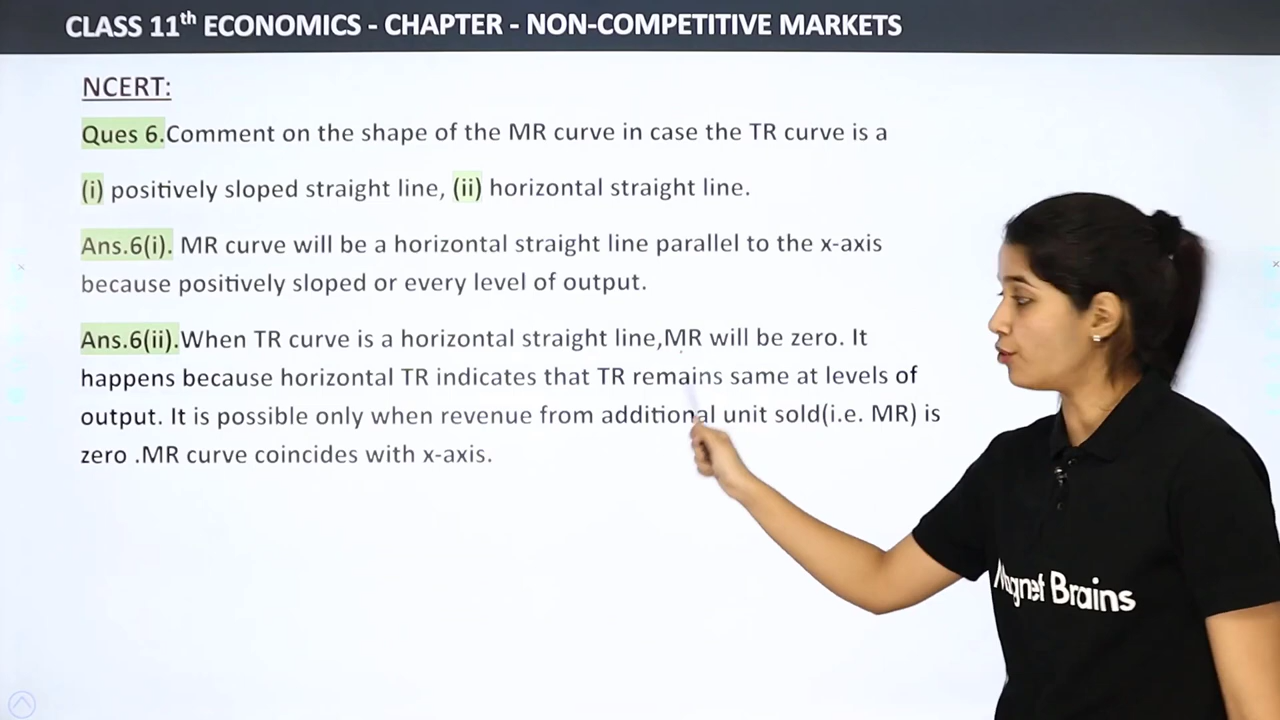 CLASS 11th ECONOMICS - CHAPTER - NON-COMPETITIVE MARKETS
NCERT:
Ques 6.Comment on the shape of the MR curve in case the TR curve is a
(i) positively sloped straight line, (ii) horizontal straight line.
Ans.6(i). MR curve will be a horizontal straight line parallel to the x-axis
because positively sloped or every level of output.
Ans.6(ii).When TR curve is a horizontal straight line,MR will be zero. It
happens because horizontal TR indicates that TR remains same at levels of
output. It is possible only when revenue from additional unit sold(i.e. MR) is
zero .MR curve coincides with x-axis.
Magnet Brains